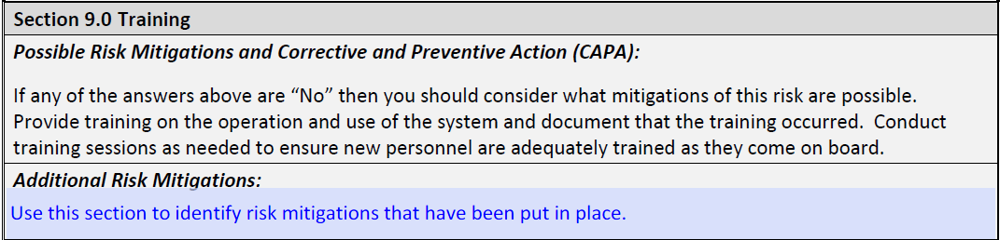 Section 9.0 Training
Possible Risk Mitigations and Corrective and Preventive Action (CAPA):
If any of the answers above are “No” then you should consider what mitigations of this risk are possible.
Provide training on the operation and use of the system and document that the training occurred.  Conduct
training sessions as needed to ensure new personnel are adequately trained as they come on board.
Additional Risk Mitigations:
Use this section to identify risk mitigations that have been put in place.